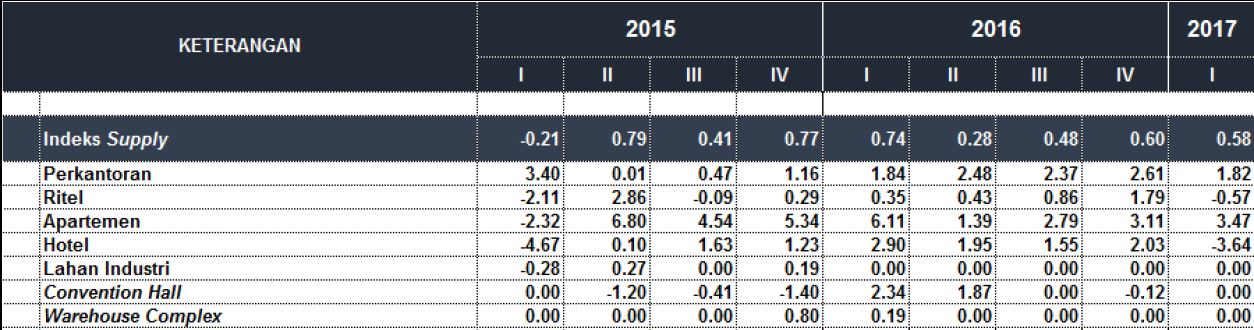 KETERANGAN 2015 2016 2017
I II III IV I II III IV I
Indeks Supply -0.21 0.79 0.41 0.77 0.74 0.28 0.48 0.60 0.58
Perkantoran 3.40 0.01 0.47 1.16 1.84 2.48 2.37 2.61 1.82
Ritel -2.11 2.86 -0.09 0.29 0.35 0.43 0.86 1.79 -0.57
Apartemen -2.32 6.80 4.54 5.34 6.11 1.39 2.79 3.11 3.47
Hotel -4.67 0.10 1.63 1.23 2.90 1.95 1.55 2.03 -3.64
Lahan Industri -0.28 0.27 0.00 0.19 0.00 0.00 0.00 0.00 0.00
Convention Hall 0.00 -1.20 -0.41 -1.40 2.34 1.87 0.00 -0.12 0.00
Warehouse Complex 0.00 0.00 0.00 0.80 0.19 0.00 0.00 0.00 0.00